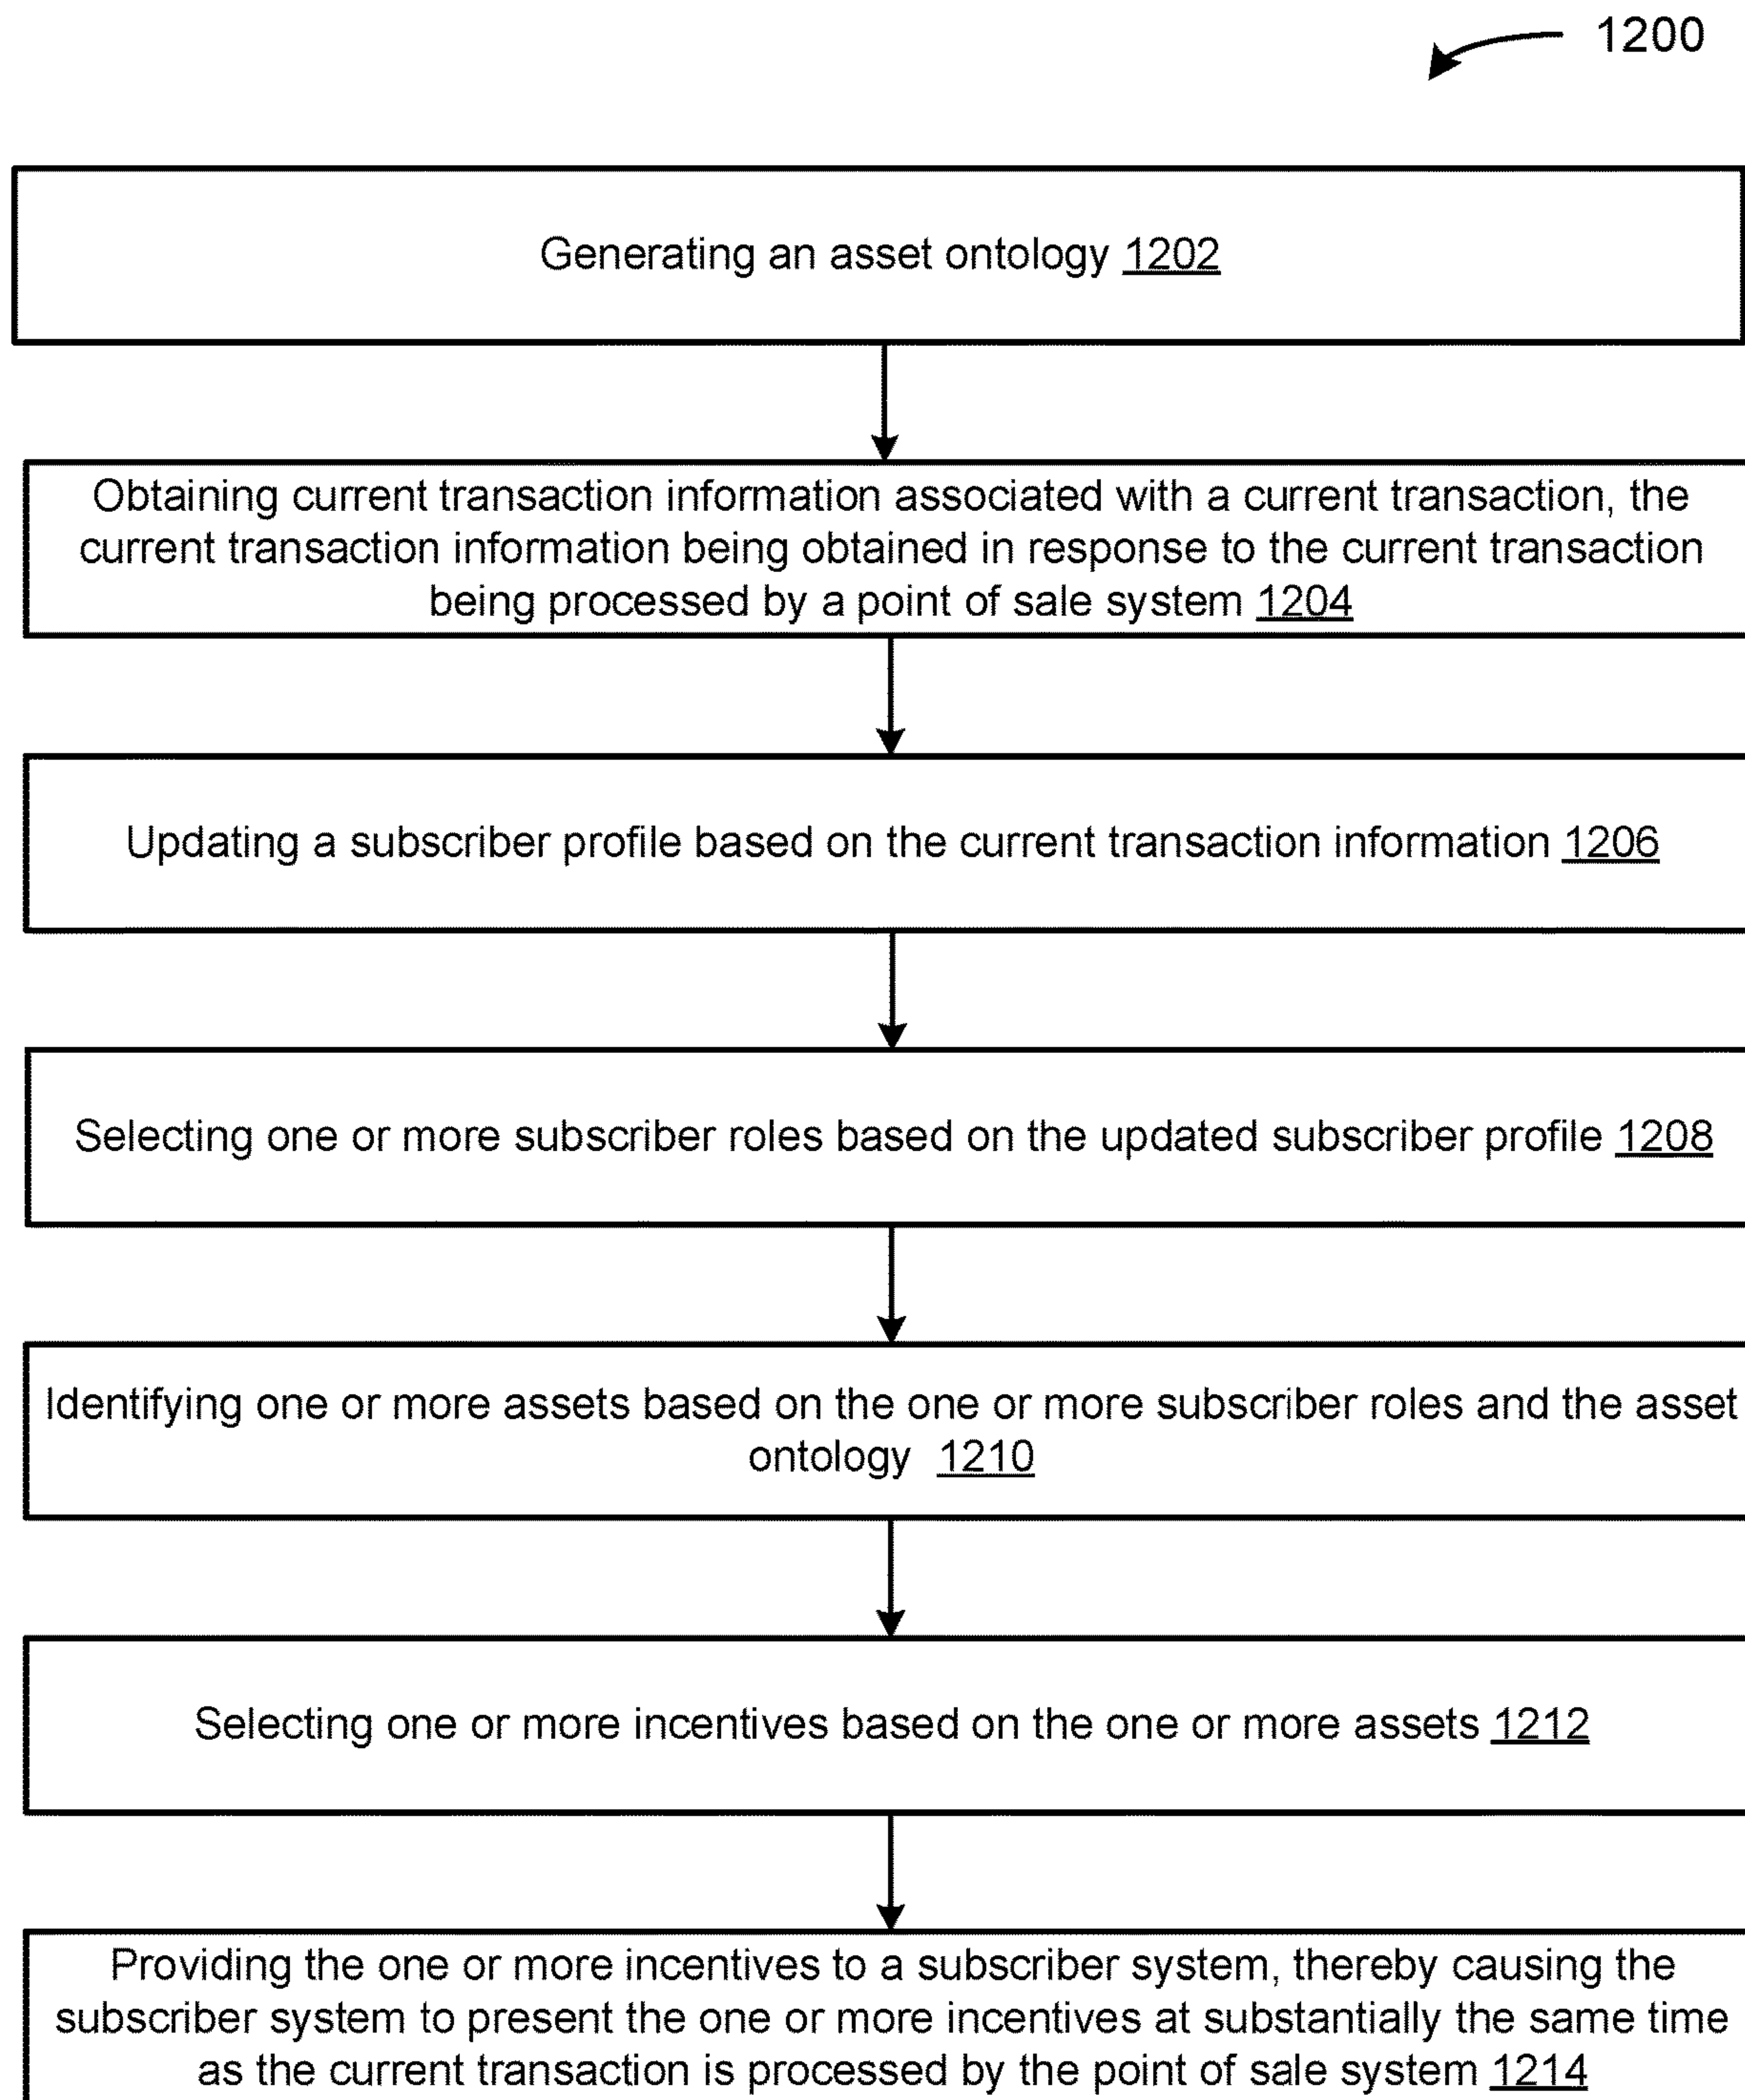 1200
Generating an asset ontology 1202
Obtaining current transaction information associated with a current transaction, the
current transaction information being obtained in response to the current transaction
being processed by a point of sale system 1204
Updating a subscriber profile based on the current transaction information 1206
Selecting one or more subscriber roles based on the updated subscriber profile 1208
Identifying one or more assets based on the one or more subscriber roles and the asset
ontology 1210
Selecting one or more incentives based on the one or more assets 1212
Providing the one or more incentives to a subscriber system, thereby causing the
subscriber system to present the one or more incentives at substantially the same time
as the current transaction is processed by the point of sale system 1214